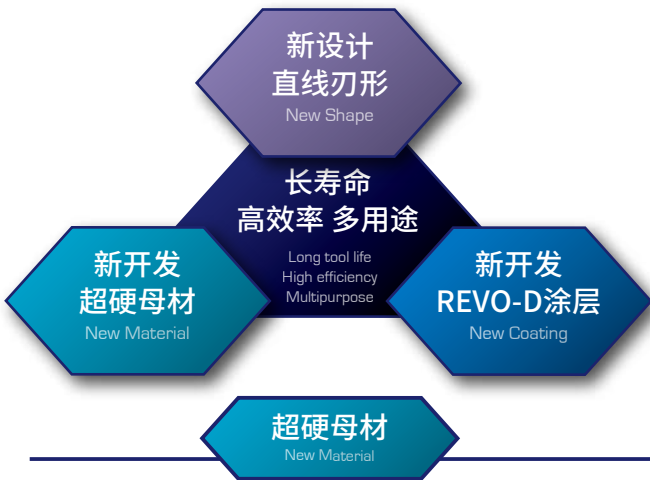 新设计
直线刃形
New Shape
长寿命
高效率 多用途
Long tool life
High efficiency
Multipurpose
新开发
超硬母材
New Material
新开发
REVO-D涂层
New Coating
超硬母材
New Material